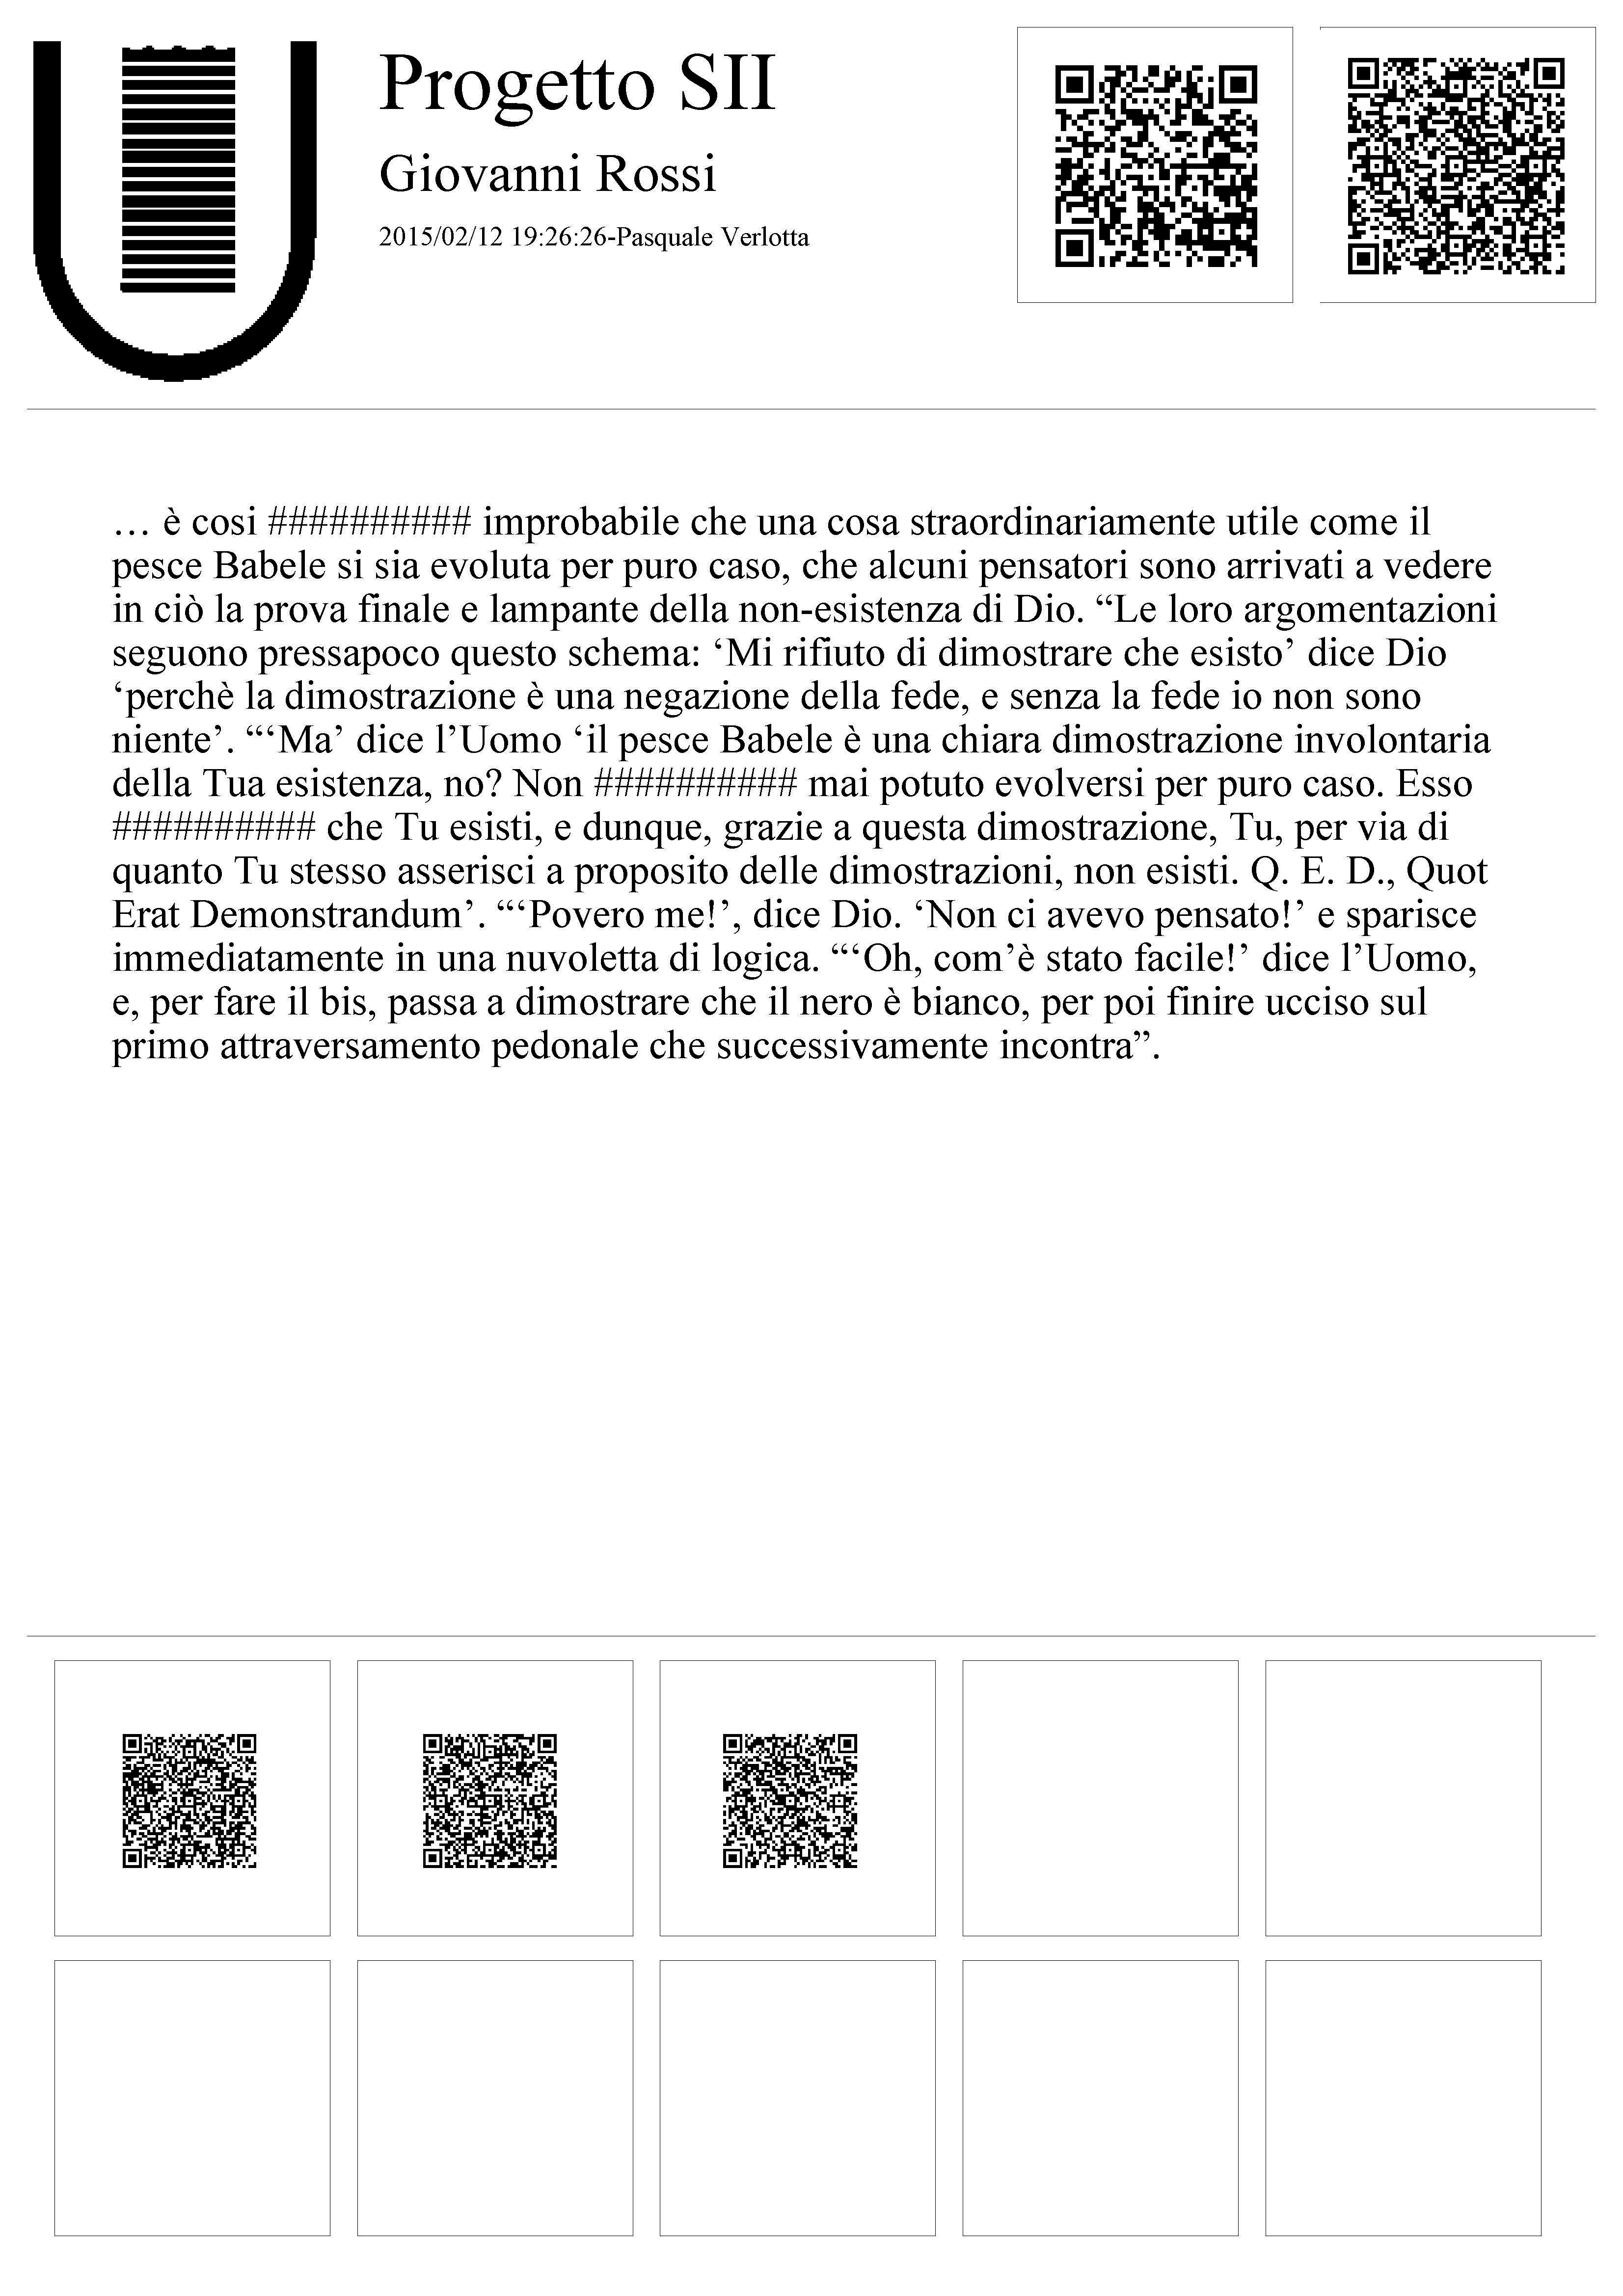 Progetto SII
Giovanni Rossi
2015/02/12 19:26:26-Pasquale Verlotta
… è cosi ########## improbabile che una cosa straordinariamente utile come il
pesce Babele si sia evoluta per puro caso, che alcuni pensatori sono arrivati a vedere
in ciò la prova finale e lampante della non-esistenza di Dio. “Le loro argomentazioni
seguono pressapoco questo schema: ‘Mi rifiuto di dimostrare che esisto’ dice Dio
‘perchè la dimostrazione è una negazione della fede, e senza la fede io non sono
niente’. “‘Ma’ dice l’Uomo ‘il pesce Babele è una chiara dimostrazione involontaria
della Tua esistenza, no? Non ########## mai potuto evolversi per puro caso. Esso
########## che Tu esisti, e dunque, grazie a questa dimostrazione, Tu, per via di
quanto Tu stesso asserisci a proposito delle dimostrazioni, non esisti. Q. E. D., Quot
Erat Demonstrandum’. “‘Povero me!’, dice Dio. ‘Non ci avevo pensato!’ e sparisce
immediatamente in una nuvoletta di logica. “‘Oh, com’è stato facile!’ dice l’Uomo,
e, per fare il bis, passa a dimostrare che il nero è bianco, per poi finire ucciso sul
primo attraversamento pedonale che successivamente incontra”.